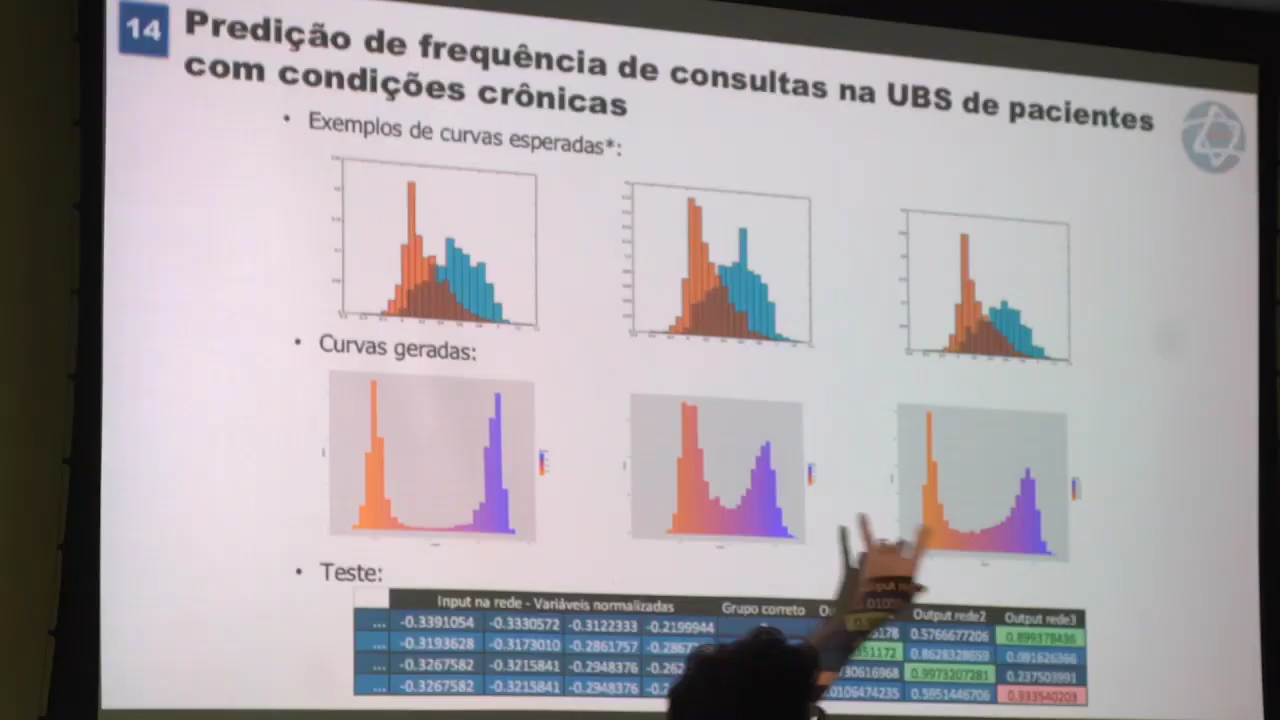 14
Predição de frequência de consultas na UBS de pacientes
com condições crônicas
• Exemplos de curvas esperadas*:
• Curvas geradas:
• Teste:
Input na rede - Variáveis normalizadas Grupo correto Output rede2 Output rede3
... -0.3391054 -0.3330572 -0.3122333 -0.2199944 0.5766677206 0.899378436
... -0.3193628 -0.3173010 -0.2861757 0.8628328659 0.081626366
... -0.3267582 -0.3215841 -0.2948376 0.9973207281 0.237503991
... -0.3267582 -0.3215841 -0.2948376 0.5951446706 0.933540203